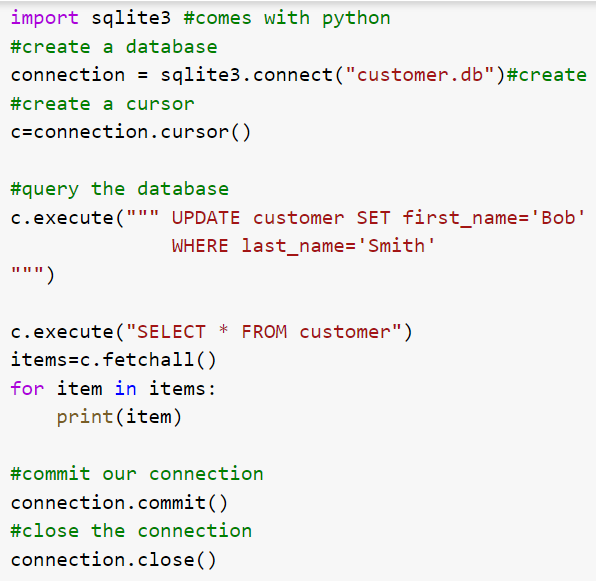 import sqlite3 #comes with python
#create a database
connection = sqlite3.connect("customer.db")#create
#create a cursor
c=connection.cursor()

#query the database
c.execute(""" UPDATE customer SET first_name='Bob'
              WHERE last_name='Smith'
""")

c.execute("SELECT * FROM customer")
items=c.fetchall()
for item in items:
    print(item)

#commit our connection
connection.commit()
#close the connection
connection.close()